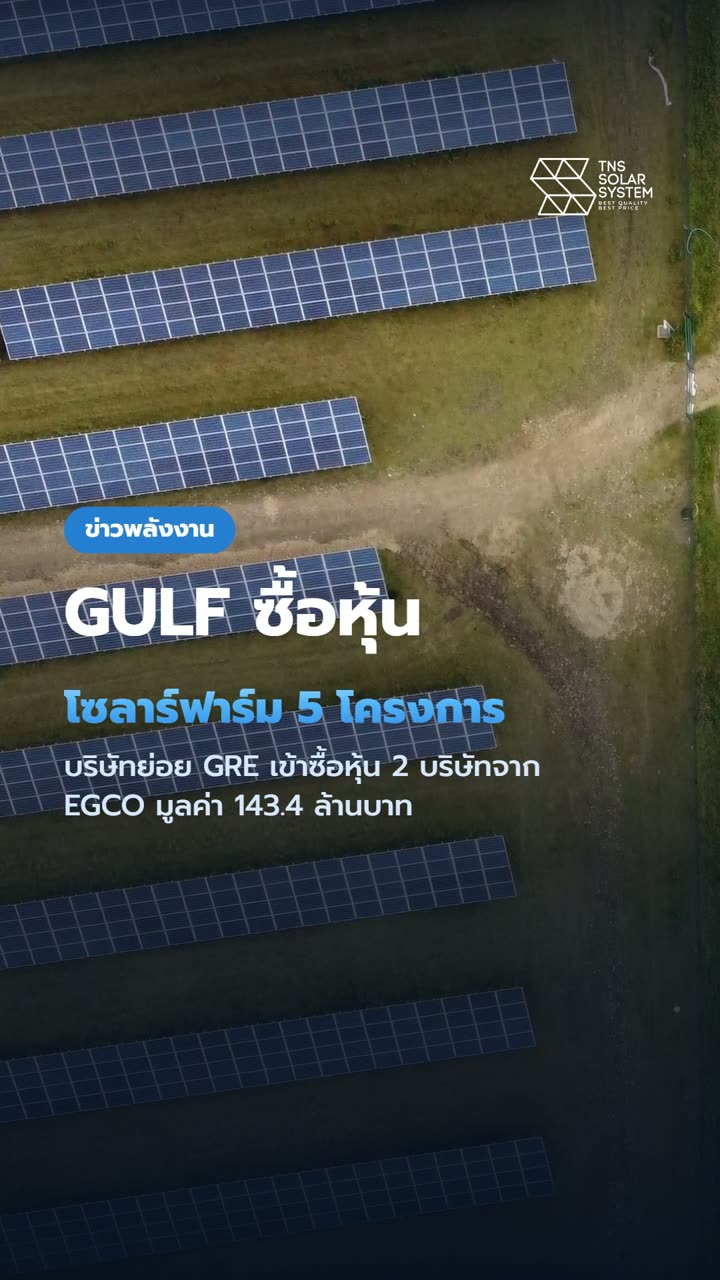 TNS
SOLAR
SYSTEM
BEST QUALITY
BEST PRICE
ข่าวพลังงาน
GULF ซื้อหุ้น
โซลาร์ฟาร์ม 5 โครงการ
บริษัทย่อย GRE เข้าซื้อหุ้น 2 บริษัทจาก
EGCO มูลค่า 143.4 ล้านบาท